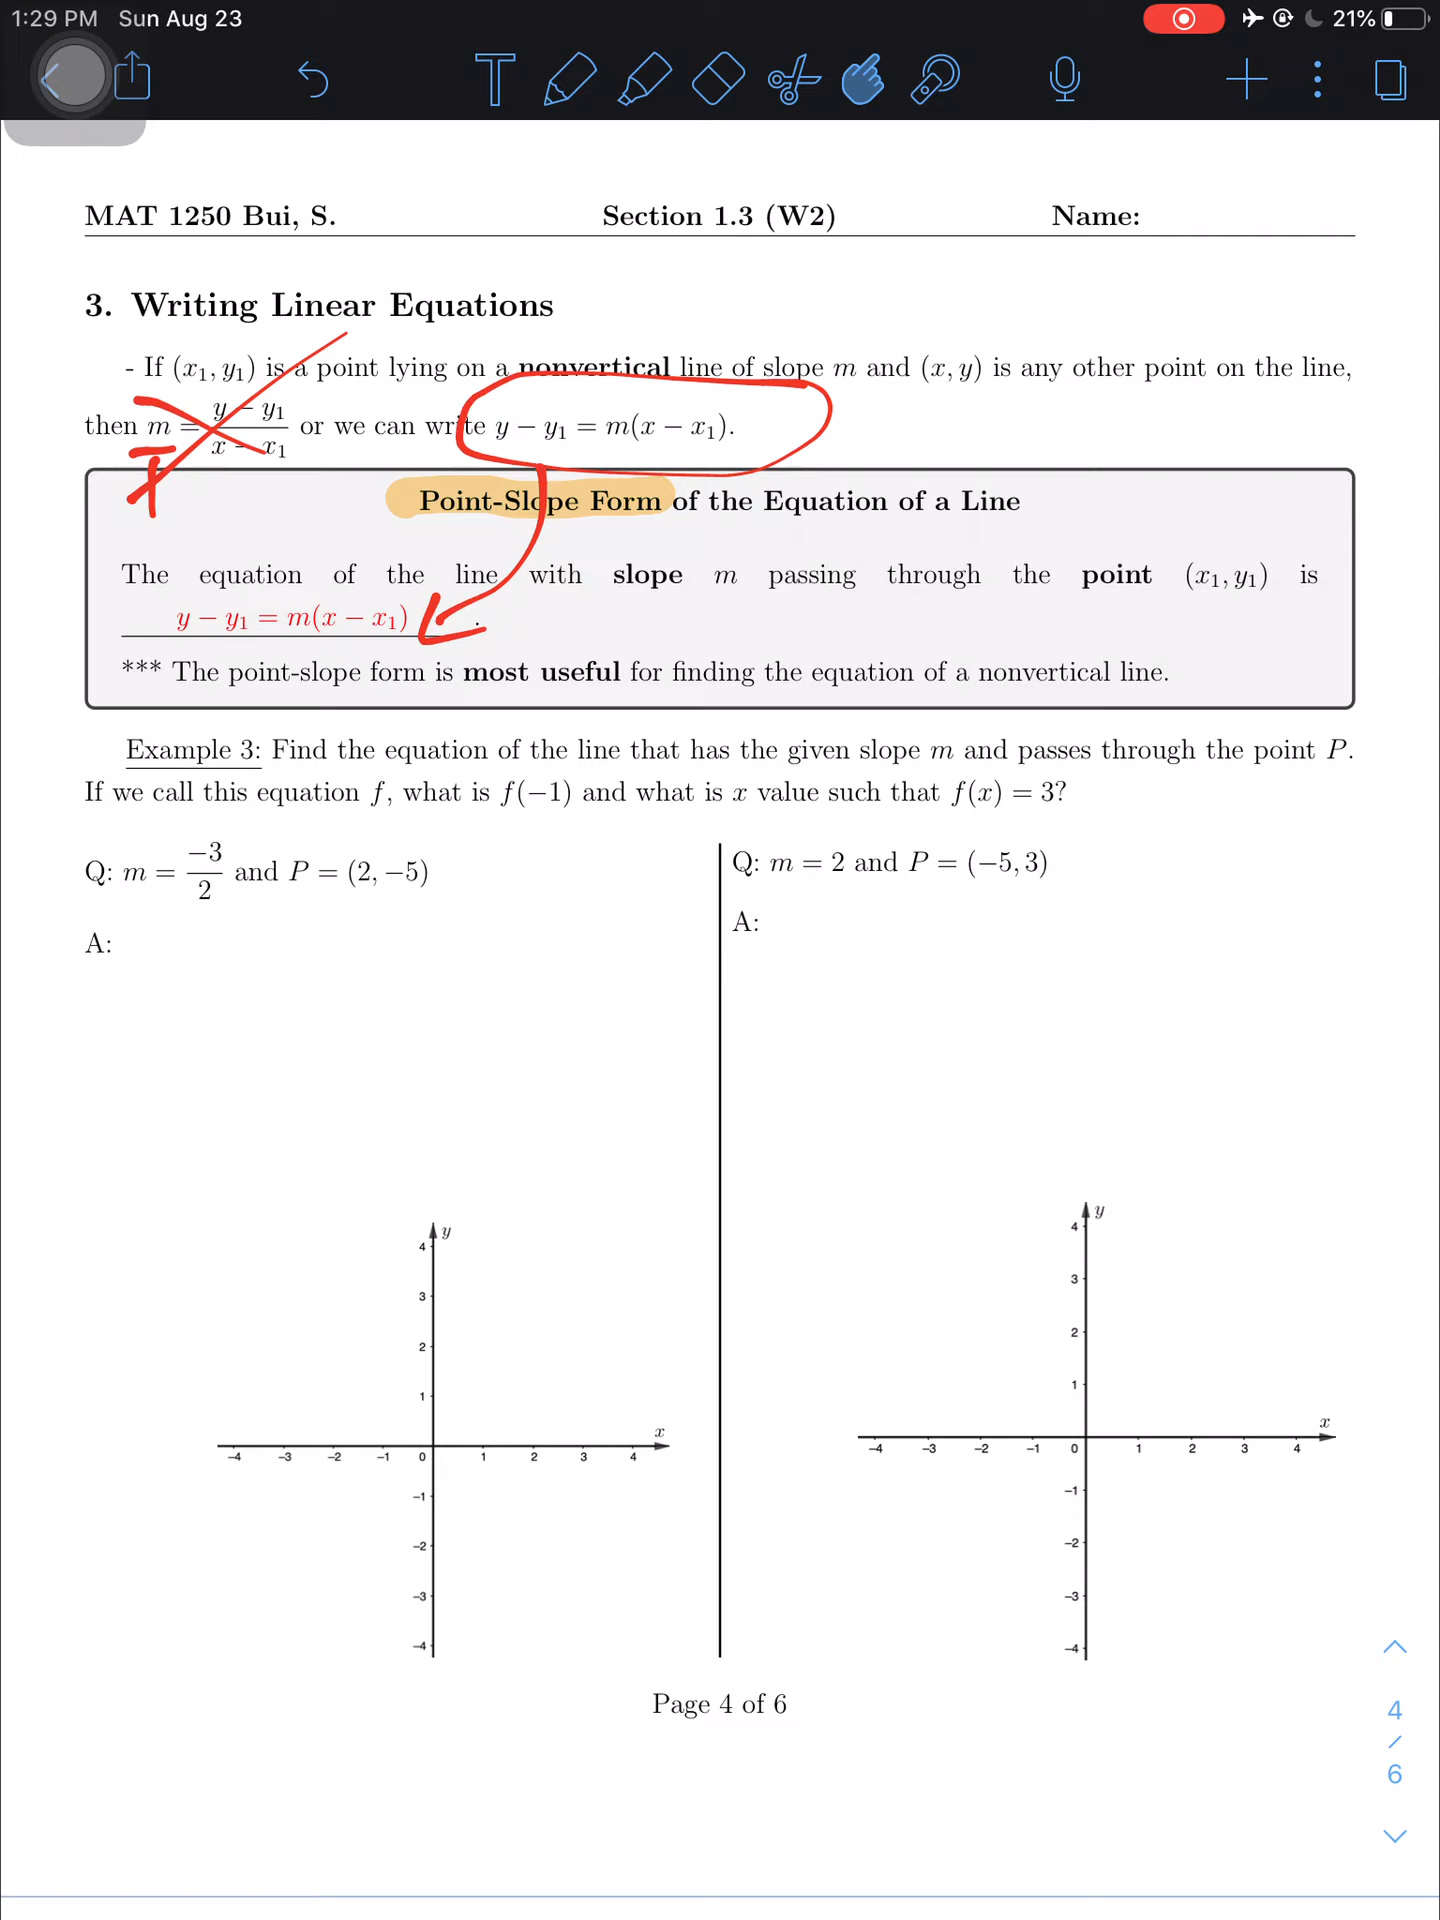 1:29 PM Sun Aug 23
21%
MAT 1250 Bui, S. Section 1.3 (W2) Name:
3. Writing Linear Equations
- If (x₁, y₁) is a point lying on a nonvertical line of slope m and (x, y) is any other point on the line,
then m = (y − y₁)/(x − x₁) or we can write y − y₁ = m(x − x₁).
Point-Slope Form of the Equation of a Line
The equation of the line with slope m passing through the point (x₁, y₁) is
y − y₁ = m(x − x₁) .
*** The point-slope form is most useful for finding the equation of a nonvertical line.
Example 3: Find the equation of the line that has the given slope m and passes through the point P.
If we call this equation f, what is f(−1) and what is x value such that f(x) = 3?
Q: m = −3/2 and P = (2, −5)
A:
Q: m = 2 and P = (−5, 3)
A:
y
4
3
2
1
x
−4 −3 −2 −1 0 1 2 3 4
−1
−2
−3
−4
y
4
3
2
1
x
−4 −3 −2 −1 0 1 2 3 4
−1
−2
−3
−4
Page 4 of 6
4
/
6